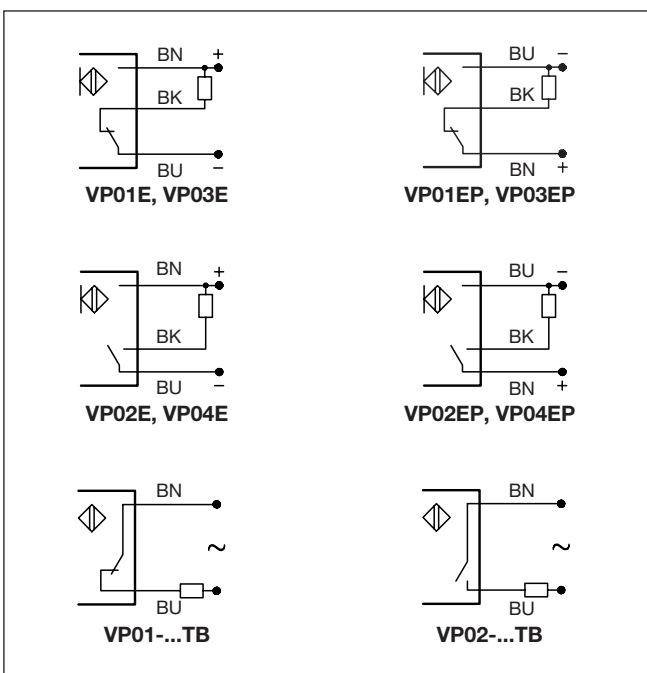 BN +
BK
BU −
VP01E, VP03E
BU −
BK
BN +
VP01EP, VP03EP
BN +
BK
BU −
VP02E, VP04E
BU −
BK
BN +
VP02EP, VP04EP
BN
~
BU
VP01-...TB
BN
~
BU
VP02-...TB